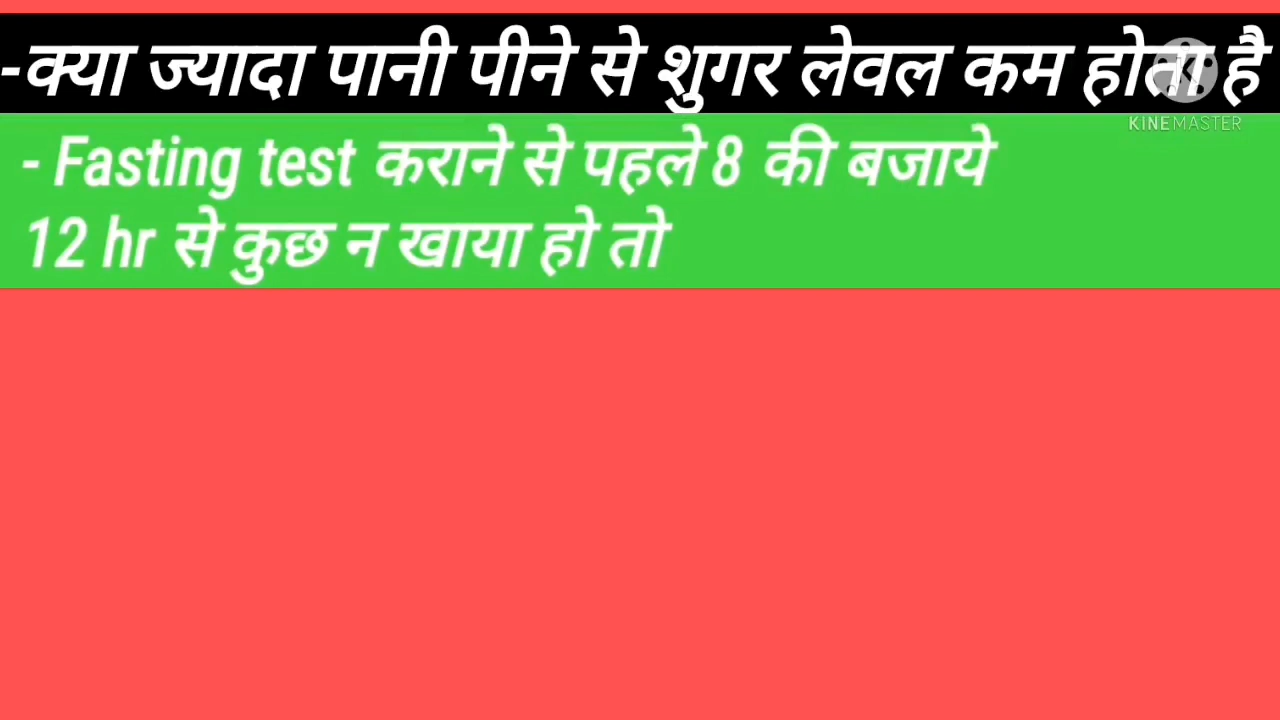 -क्या ज्यादा पानी पीने से शुगर लेवल कम होता है
KINEMASTER
- Fasting test कराने से पहले 8 की बजाये
12 hr से कुछ न खाया हो तो